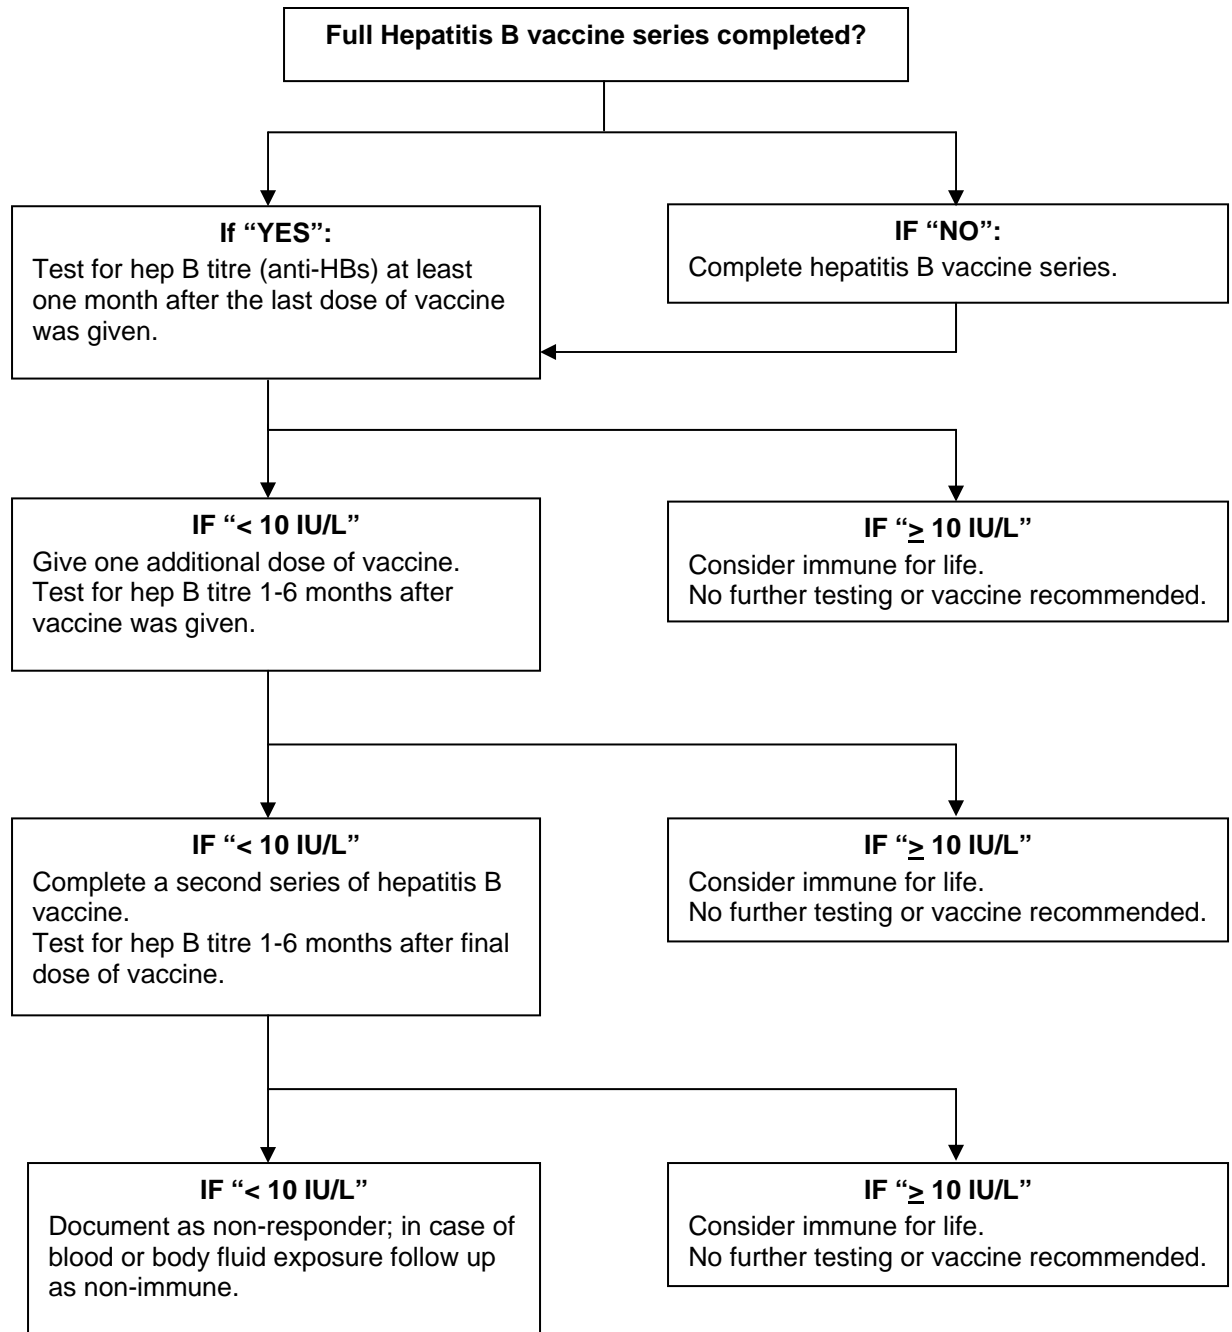 Full Hepatitis B vaccine series completed?
If “YES”:
Test for hep B titre (anti-HBs) at least
one month after the last dose of vaccine
was given.
IF “NO”:
Complete hepatitis B vaccine series.
IF “< 10 IU/L”
Give one additional dose of vaccine.
Test for hep B titre 1-6 months after
vaccine was given.
IF “≥ 10 IU/L”
Consider immune for life.
No further testing or vaccine recommended.
IF “< 10 IU/L”
Complete a second series of hepatitis B
vaccine.
Test for hep B titre 1-6 months after final
dose of vaccine.
IF “≥ 10 IU/L”
Consider immune for life.
No further testing or vaccine recommended.
IF “< 10 IU/L”
Document as non-responder; in case of
blood or body fluid exposure follow up
as non-immune.
IF “≥ 10 IU/L”
Consider immune for life.
No further testing or vaccine recommended.